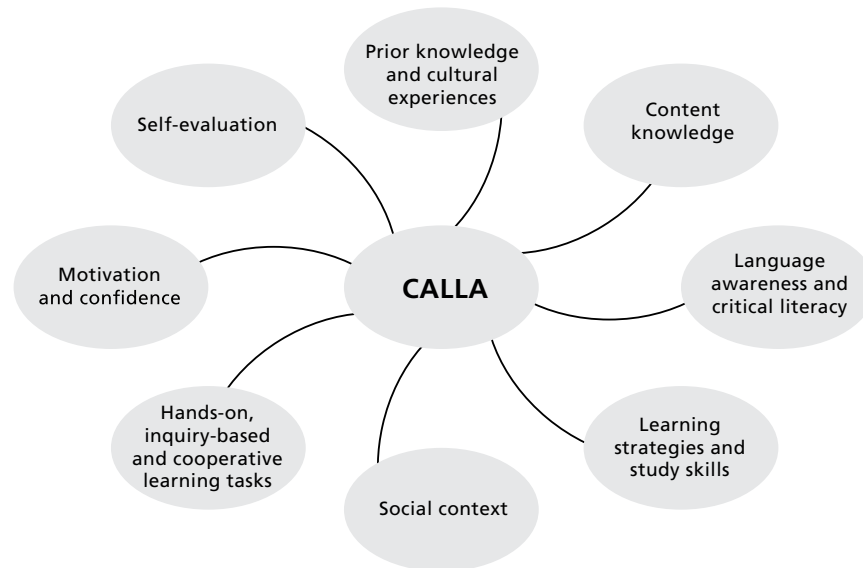 Prior knowledge
and cultural
experiences
Content
knowledge
Language
awareness and
critical literacy
Learning
strategies and
study skills
Social context
Hands-on,
inquiry-based
and cooperative
learning tasks
Motivation
and confidence
Self-evaluation
CALLA